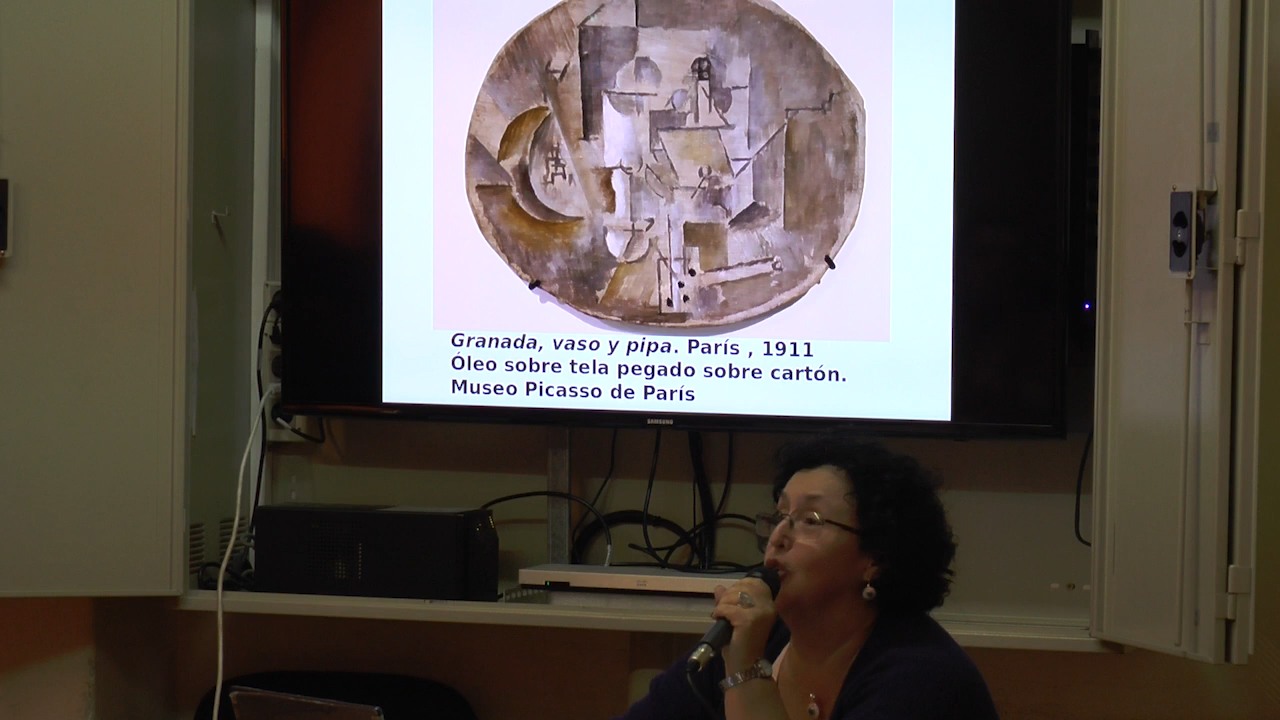 Granada, vaso y pipa. París , 1911
Óleo sobre tela pegado sobre cartón.
Museo Picasso de París
SAMSUNG